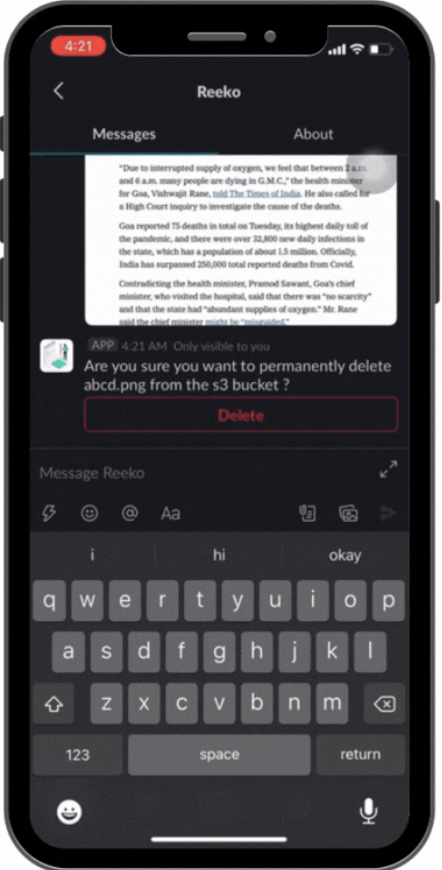 4:21
Reeko
Messages About
"Due to interrupted supply of oxygen, we feel that between 2 a.m.
and 6 a.m. many people are dying in G.M.C.," the health minister
for Goa, Vishwajit Rane, told The Times of India. He also called for
a High Court inquiry to investigate the cause of the deaths.
Goa reported 75 deaths in total on Tuesday, its highest daily toll of
the pandemic, and there were over 32,800 new daily infections in
the state, which has a population of about 1.5 million. Officially,
India has surpassed 250,000 total reported deaths from Covid.
Contradicting the health minister, Pramod Sawant, Goa's chief
minister, who visited the hospital, said that there was "no scarcity"
and that the state had "abundant supplies of oxygen." Mr. Rane
said the chief minister might be "misguided."
APP 4:21 AM Only visible to you
Are you sure you want to permanently delete
abcd.png from the s3 bucket ?
Delete
Message Reeko
@ Aa
i hi okay
q w e r t y u i o p
a s d f g h j k l
z x c v b n m
123 space return